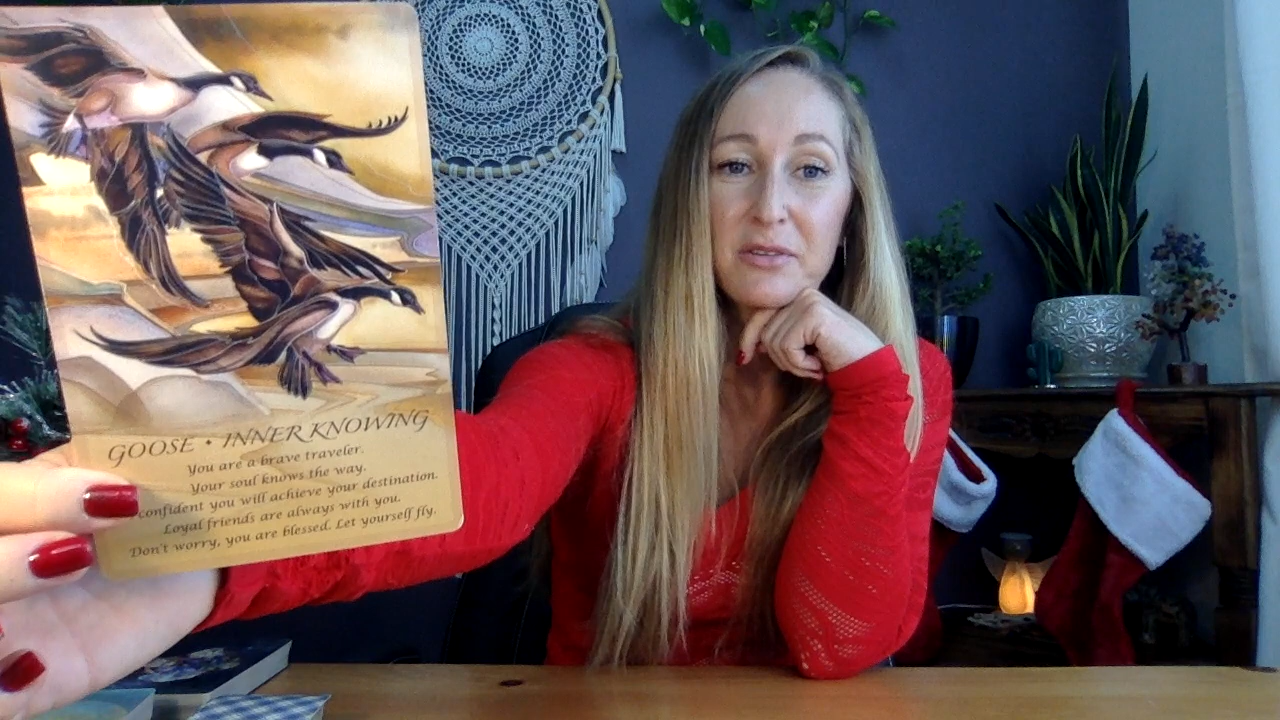 GOOSE • INNER KNOWING
You are a brave traveler.
Your soul knows the way.
confident you will achieve your destination.
Loyal friends are always with you.
Don't worry, you are blessed. Let yourself fly.